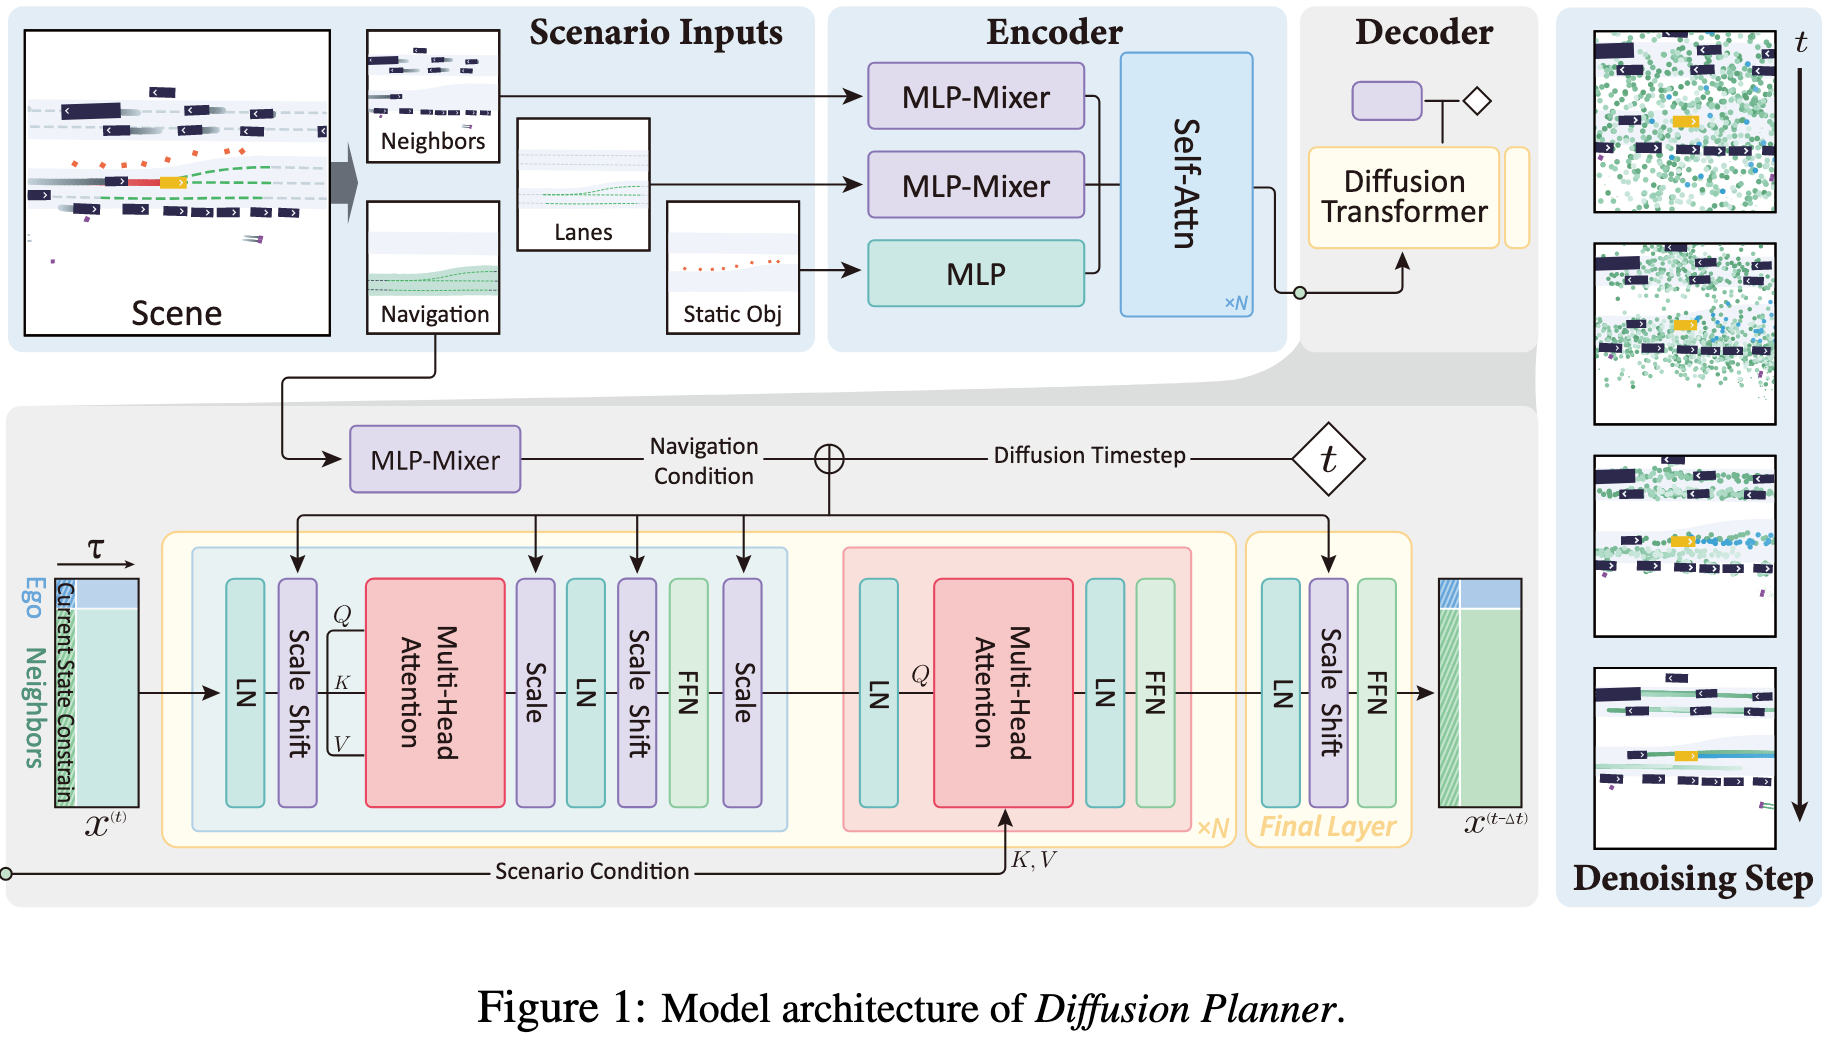 Scenario Inputs
Encoder
Decoder
Scene
Neighbors
Lanes
Navigation
Static Obj
MLP-Mixer
MLP-Mixer
MLP
Self-Attn
×N
Diffusion
Transformer
t
MLP-Mixer
Navigation
Condition
Diffusion Timestep
t
τ
Ego
Neighbors
Current State Constrain
x(t)
LN
Scale Shift
Q
K
V
Multi-Head
Attention
Scale
LN
Scale Shift
FFN
Scale
LN
Q
Multi-Head
Attention
LN
FFN
×N
LN
Scale Shift
FFN
Final Layer
x(t−Δt)
Scenario Condition
K, V
Denoising Step
Figure 1: Model architecture of Diffusion Planner.